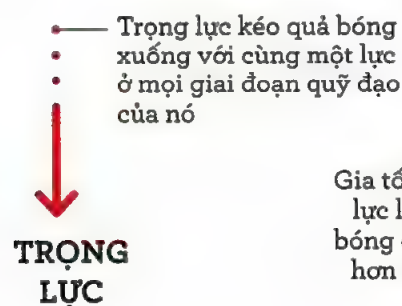 Trọng lực kéo quả bóng
xuống với cùng một lực
ở mọi giai đoạn quỹ đạo
của nó
Gia tố
lực l
bóng
hơn
TRỌNG
LỰC